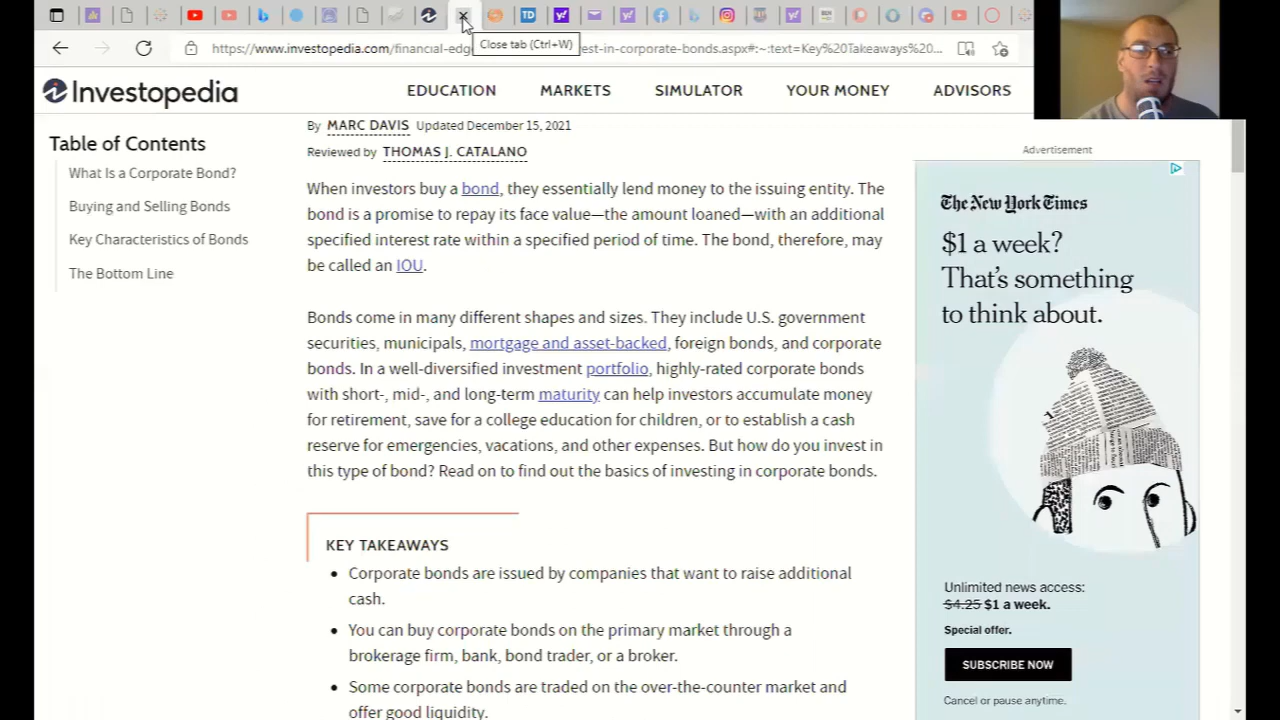 TD
Close tab (Ctrl+W)
https://www.investopedia.com/financial-edg
est-in-corporate-bonds.aspx#:~:text=Key%20Takeaways%20...
Investopedia
EDUCATION
MARKETS
SIMULATOR
YOUR MONEY
ADVISORS
Table of Contents
What Is a Corporate Bond?
Buying and Selling Bonds
Key Characteristics of Bonds
The Bottom Line
By MARC DAVIS Updated December 15, 2021
Reviewed by THOMAS J. CATALANO
When investors buy a bond, they essentially lend money to the issuing entity. The
bond is a promise to repay its face value—the amount loaned—with an additional
specified interest rate within a specified period of time. The bond, therefore, may
be called an IOU.
Bonds come in many different shapes and sizes. They include U.S. government
securities, municipals, mortgage and asset-backed, foreign bonds, and corporate
bonds. In a well-diversified investment portfolio, highly-rated corporate bonds
with short-, mid-, and long-term maturity can help investors accumulate money
for retirement, save for a college education for children, or to establish a cash
reserve for emergencies, vacations, and other expenses. But how do you invest in
this type of bond? Read on to find out the basics of investing in corporate bonds.
KEY TAKEAWAYS
• Corporate bonds are issued by companies that want to raise additional
cash.
• You can buy corporate bonds on the primary market through a
brokerage firm, bank, bond trader, or a broker.
• Some corporate bonds are traded on the over-the-counter market and
offer good liquidity.
Advertisement
The New York Times
$1 a week?
That's something
to think about.
Unlimited news access:
$4.25 $1 a week.
Special offer.
SUBSCRIBE NOW
Cancel or pause anytime.